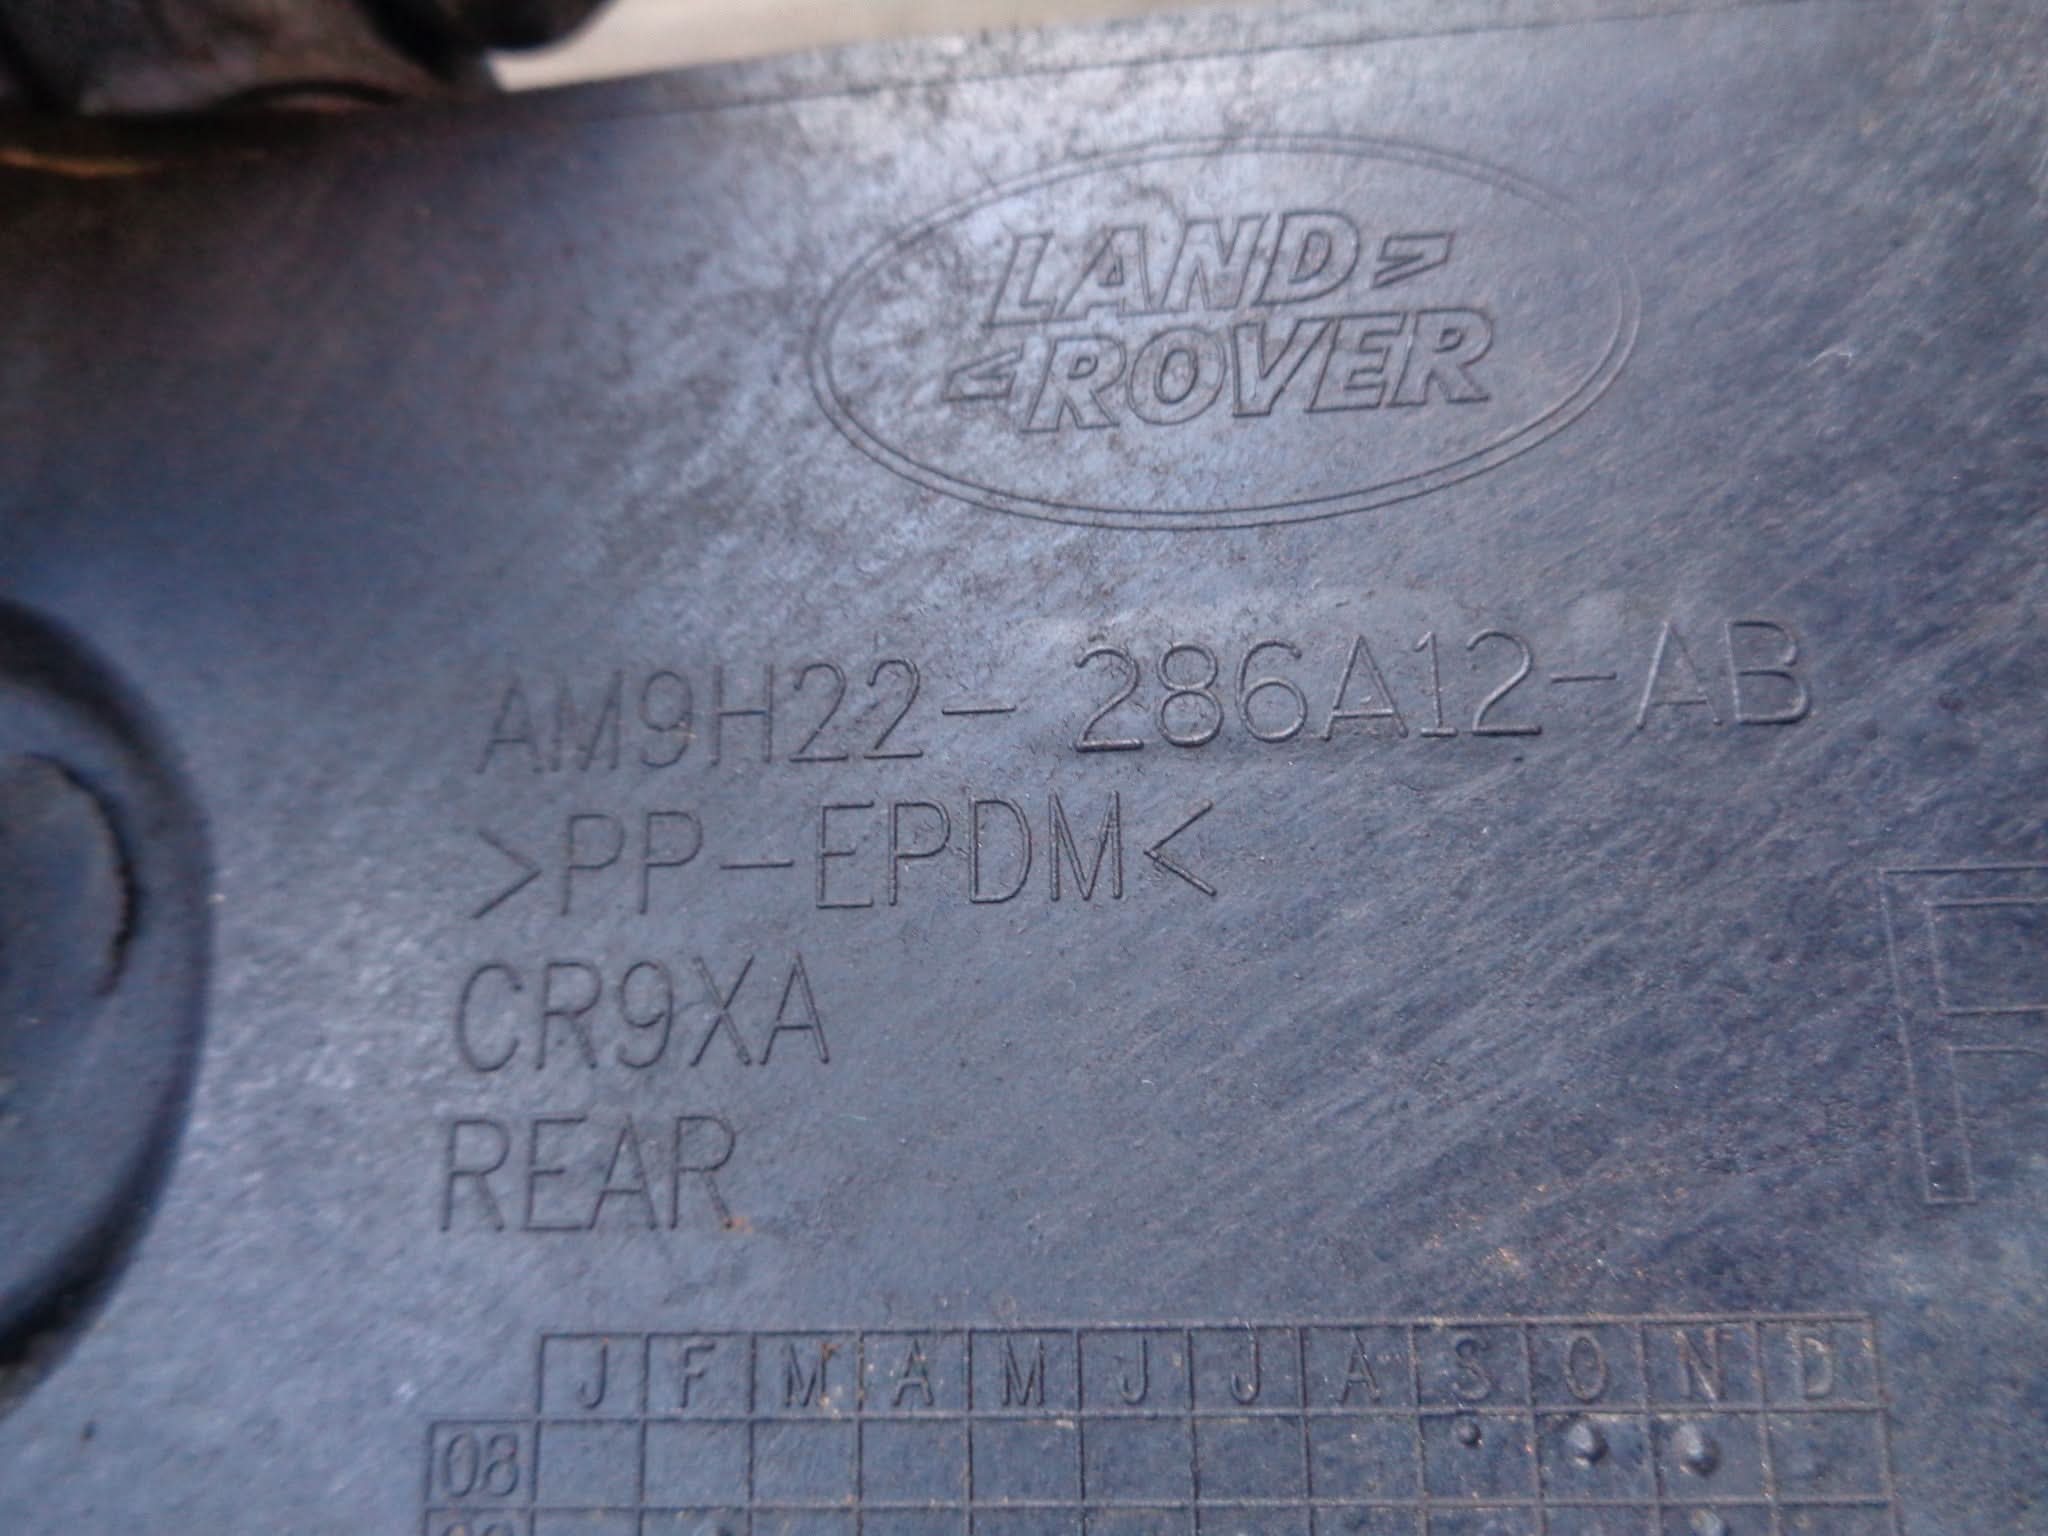 LAND
ROVER
AM9H22- 286A12-AB
>PP-EPDM<
CR9XA
REAR
J F M A M J J A S O N D
08